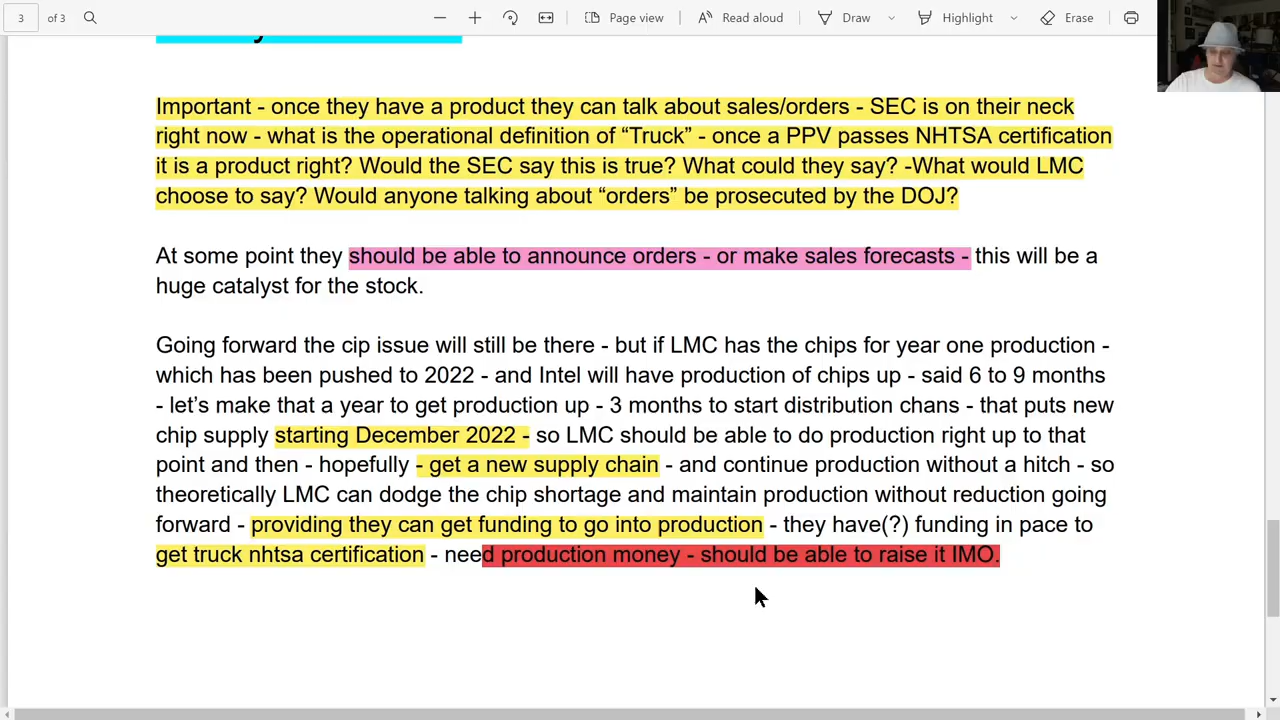 3
of 3
Page view
Read aloud
Draw
Highlight
Erase
Important - once they have a product they can talk about sales/orders - SEC is on their neck
right now - what is the operational definition of “Truck” - once a PPV passes NHTSA certification
it is a product right? Would the SEC say this is true? What could they say? -What would LMC
choose to say? Would anyone talking about “orders” be prosecuted by the DOJ?
At some point they should be able to announce orders - or make sales forecasts - this will be a
huge catalyst for the stock.
Going forward the cip issue will still be there - but if LMC has the chips for year one production -
which has been pushed to 2022 - and Intel will have production of chips up - said 6 to 9 months
- let’s make that a year to get production up - 3 months to start distribution chans - that puts new
chip supply starting December 2022 - so LMC should be able to do production right up to that
point and then - hopefully - get a new supply chain - and continue production without a hitch - so
theoretically LMC can dodge the chip shortage and maintain production without reduction going
forward - providing they can get funding to go into production - they have(?) funding in pace to
get truck nhtsa certification - need production money - should be able to raise it IMO.